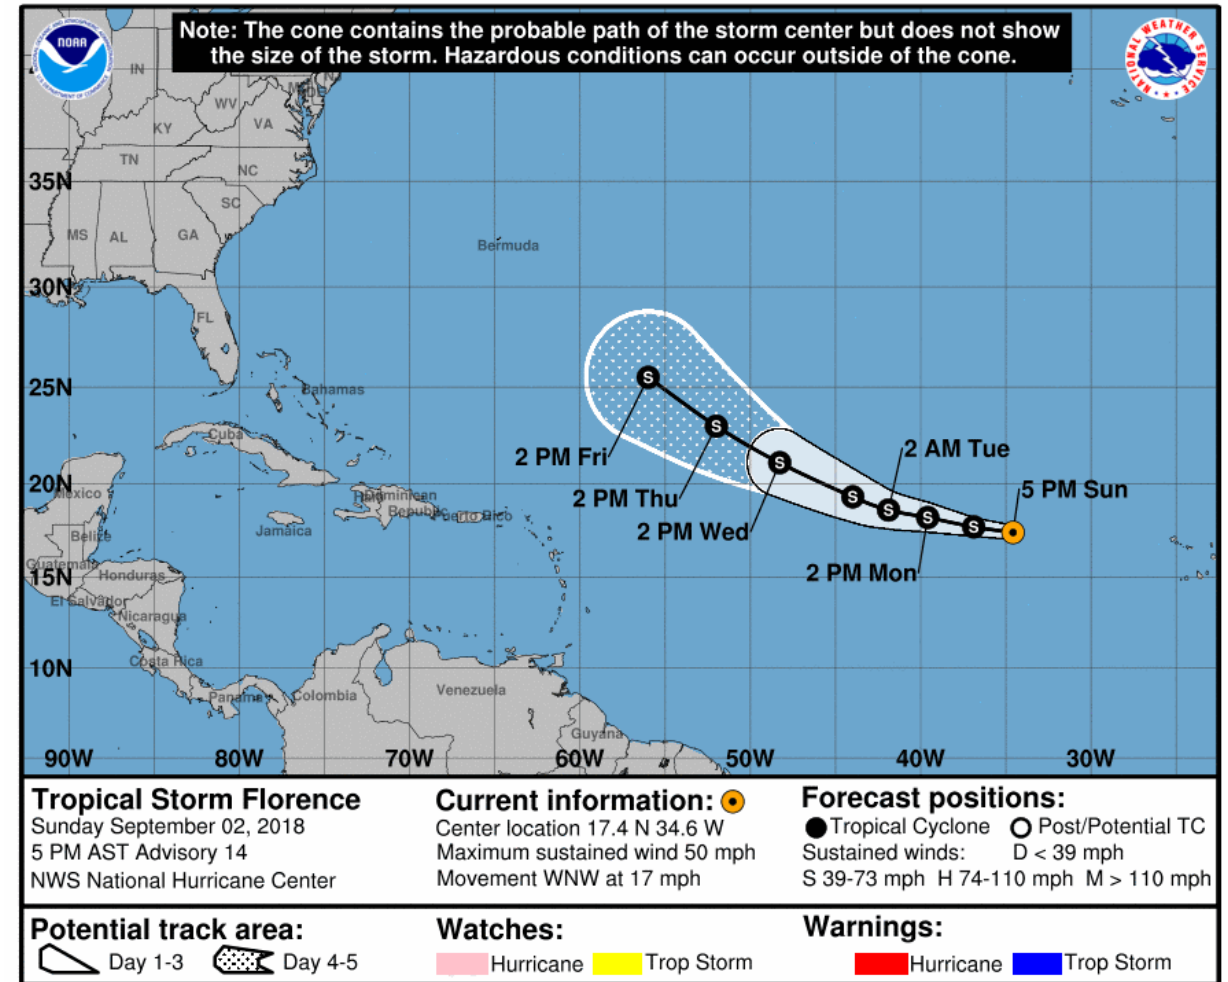 Note: The cone contains the probable path of the storm center but does not show
the size of the storm. Hazardous conditions can occur outside of the cone.
NOAA
NATIONAL WEATHER SERVICE
IN
WV
KY
VA
TN
NC
35N
SC
MS
AL
GA
Bermuda
30N
FL
25N
Bahamas
Cuba
2 AM Tue
2 PM Fri
20N
5 PM Sun
Mexico
Dominican
Republic
2 PM Thu
Puerto Rico
Jamaica
2 PM Wed
Belize
Guatemala
15N
Honduras
2 PM Mon
El Salvador
Nicaragua
Costa Rica
10N
Panama
Colombia
Venezuela
Guyana
90W
80W
70W
60W
50W
40W
30W
S
S
S
S
S
S
S
Tropical Storm Florence
Sunday September 02, 2018
5 PM AST Advisory 14
NWS National Hurricane Center
Current information:
Center location 17.4 N 34.6 W
Maximum sustained wind 50 mph
Movement WNW at 17 mph
Forecast positions:
Tropical Cyclone Post/Potential TC
Sustained winds: D < 39 mph
S 39-73 mph H 74-110 mph M > 110 mph
Potential track area:
Day 1-3 Day 4-5
Watches:
Hurricane Trop Storm
Warnings:
Hurricane Trop Storm